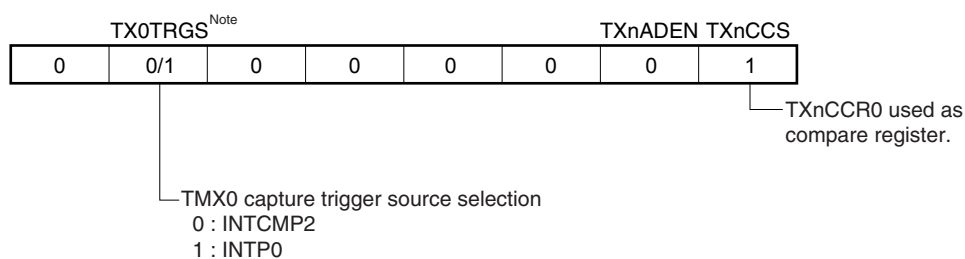 TX0TRGS Note TXnADEN TXnCCS
0 0/1 0 0 0 0 0 1
TXnCCR0 used as
compare register.
TMX0 capture trigger source selection
0 : INTCMP2
1 : INTP0